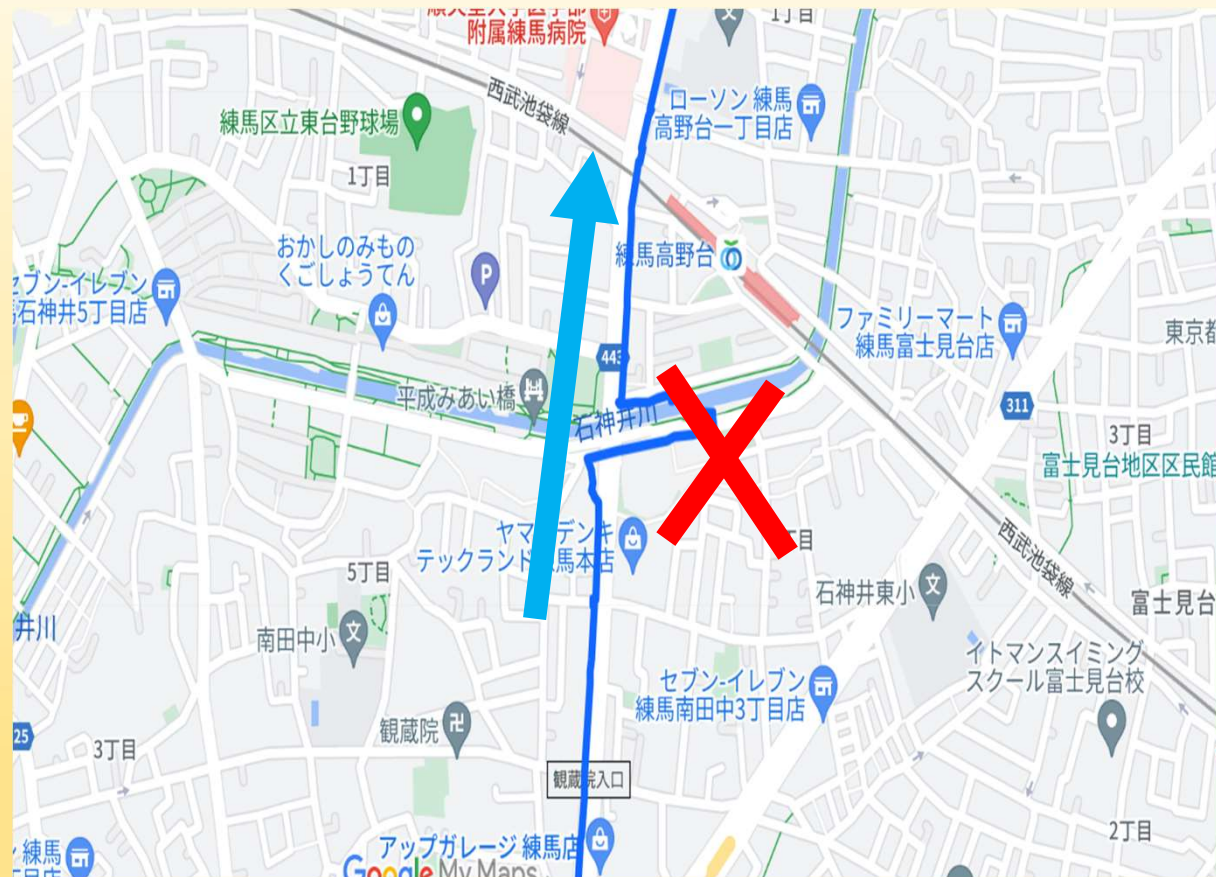 附属練馬病院
1丁目
西武池袋線
ローソン 練馬
高野台一丁目店
練馬区立東台野球場
1丁目
おかしのみもの
くごしょうてん
P
練馬高野台
セブン-イレブン
石神井5丁目店
ファミリーマート
練馬富士見台店
東京都
443
平成みあい橋
石神井川
311
3丁目
富士見台地区区民館
テックランド
馬本店
丁目
西武池袋線
5丁目
石神井東小
文
富士見台
井川
南田中小
文
イトマンスイミング
スクール富士見台校
セブン-イレブン
練馬南田中3丁目店
観蔵院
卍
25
3丁目
観蔵院入口
2丁目
練馬
アップガレージ 練馬店
Google My Maps